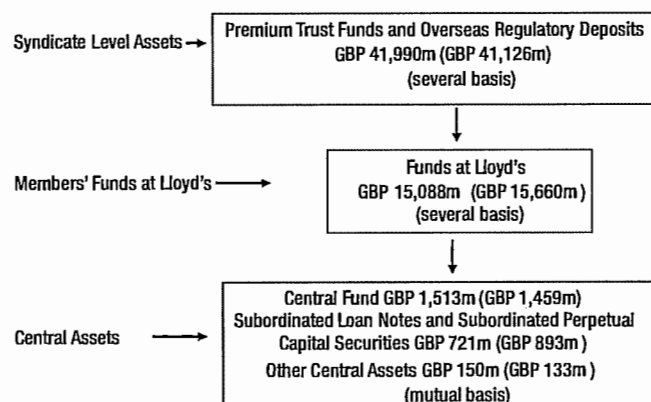 Syndicate Level Assets
Premium Trust Funds and Overseas Regulatory Deposits
GBP 41,990m (GBP 41,126m)
(several basis)
Members' Funds at Lloyd's
Funds at Lloyd's
GBP 15,088m (GBP 15,660m)
(several basis)
Central Assets
Central Fund GBP 1,513m (GBP 1,459m)
Subordinated Loan Notes and Subordinated Perpetual
Capital Securities GBP 721m (GBP 893m)
Other Central Assets GBP 150m (GBP 133m)
(mutual basis)